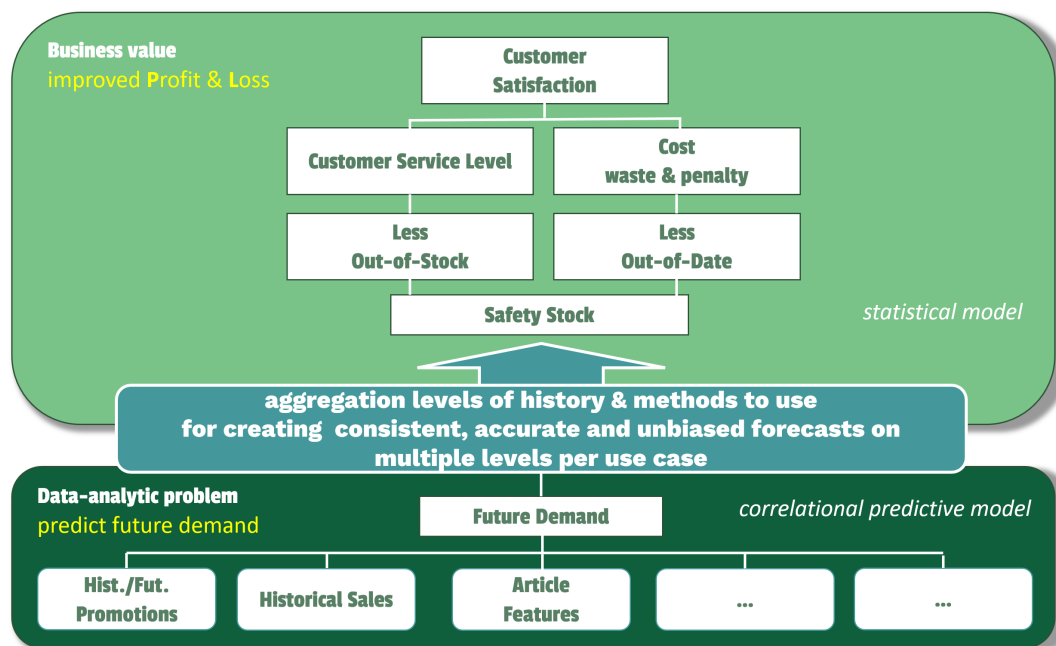 Business value
improved Profit & Loss
Customer
Satisfaction
Customer Service Level
Cost
waste & penalty
Less
Out-of-Stock
Less
Out-of-Date
Safety Stock
statistical model
aggregation levels of history & methods to use
for creating consistent, accurate and unbiased forecasts on
multiple levels per use case
Data-analytic problem
predict future demand
Future Demand
correlational predictive model
Hist./Fut.
Promotions
Historical Sales
Article
Features
...
...